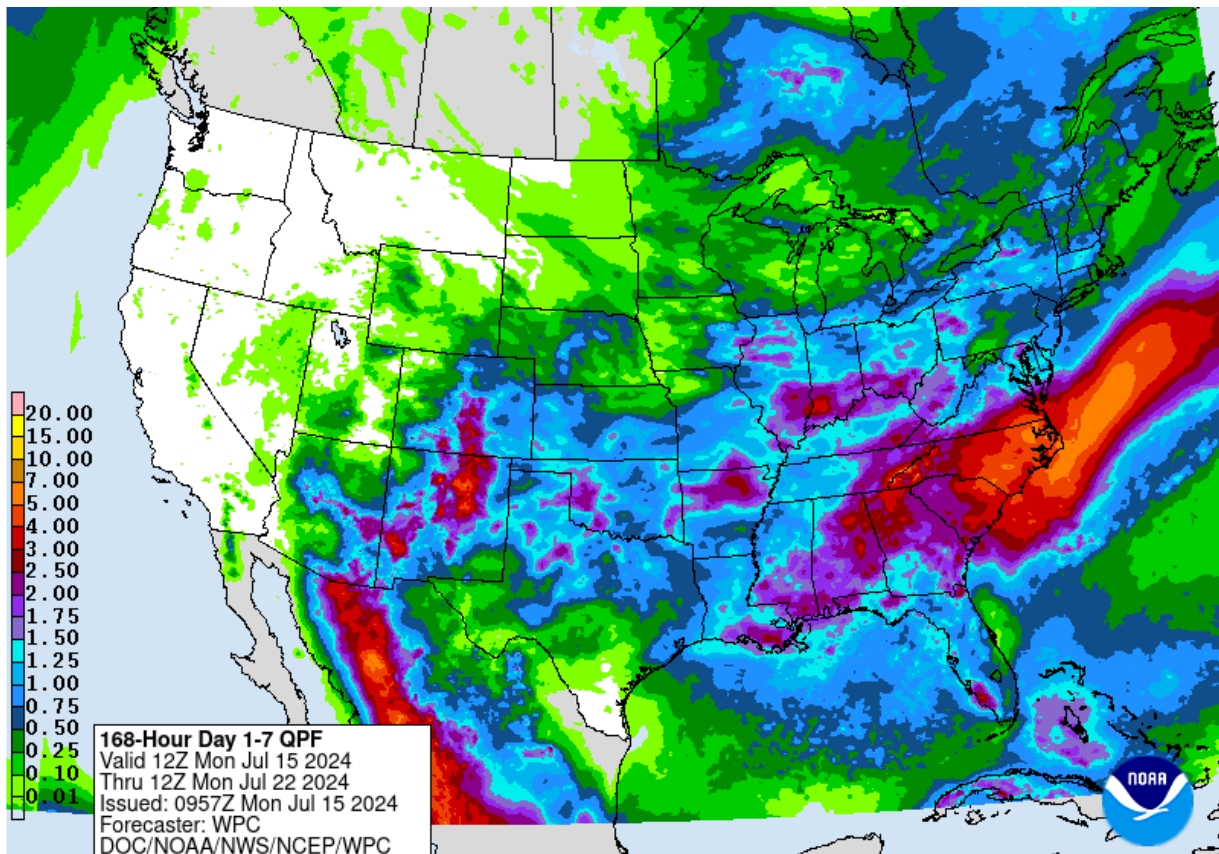 20.00
15.00
10.00
7.00
5.00
4.00
3.00
2.50
2.00
1.75
1.50
1.25
1.00
0.75
0.50
0.25
0.10
0.01
168-Hour Day 1-7 QPF
Valid 12Z Mon Jul 15 2024
Thru 12Z Mon Jul 22 2024
Issued: 0957Z Mon Jul 15 2024
Forecaster: WPC
DOC/NOAA/NWS/NCEP/WPC
NOAA